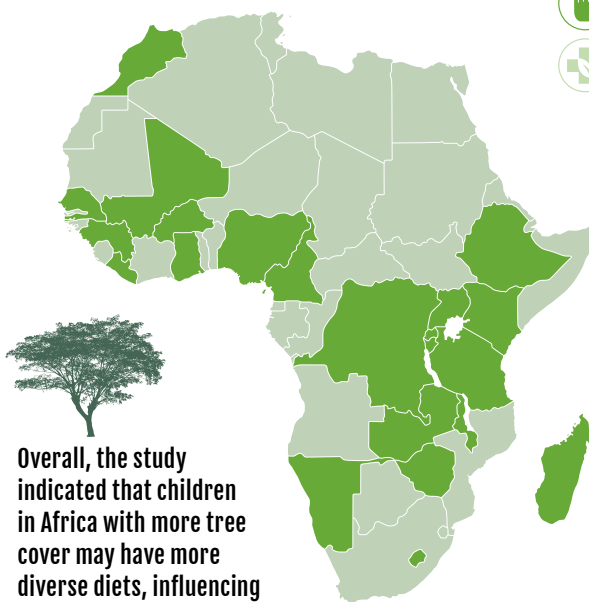 Overall, the study
indicated that children
in Africa with more tree
cover may have more
diverse diets, influencing